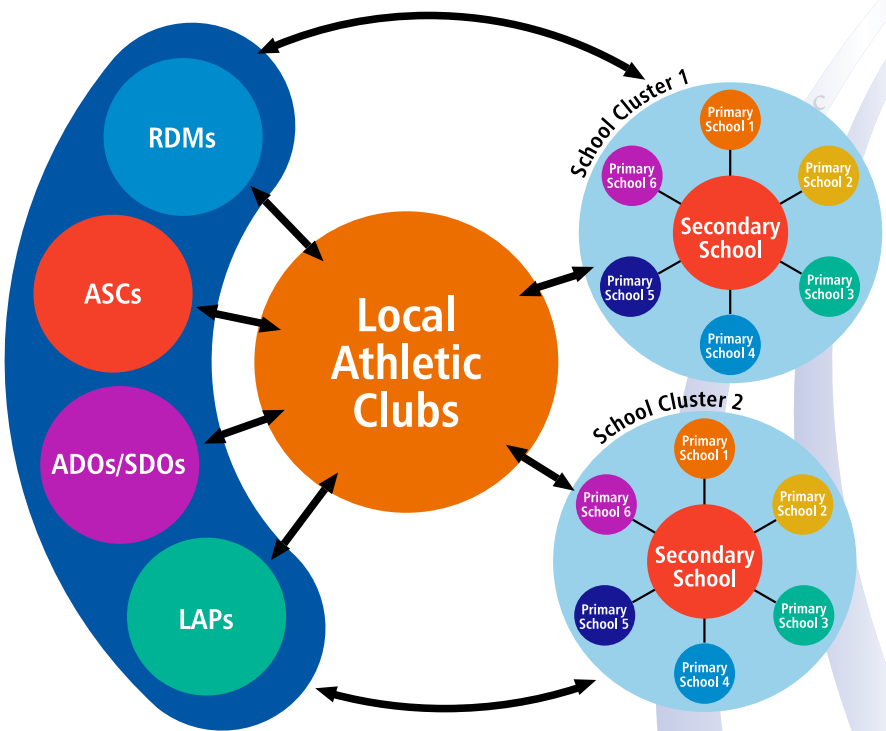 RDMs
ASCs
ADOs/SDOs
LAPs
Local
Athletic
Clubs
School Cluster 1
Primary
School 1
Primary
School 2
Primary
School 3
Primary
School 4
Primary
School 5
Primary
School 6
Secondary
School
School Cluster 2
Primary
School 1
Primary
School 2
Primary
School 3
Primary
School 4
Primary
School 5
Primary
School 6
Secondary
School
C